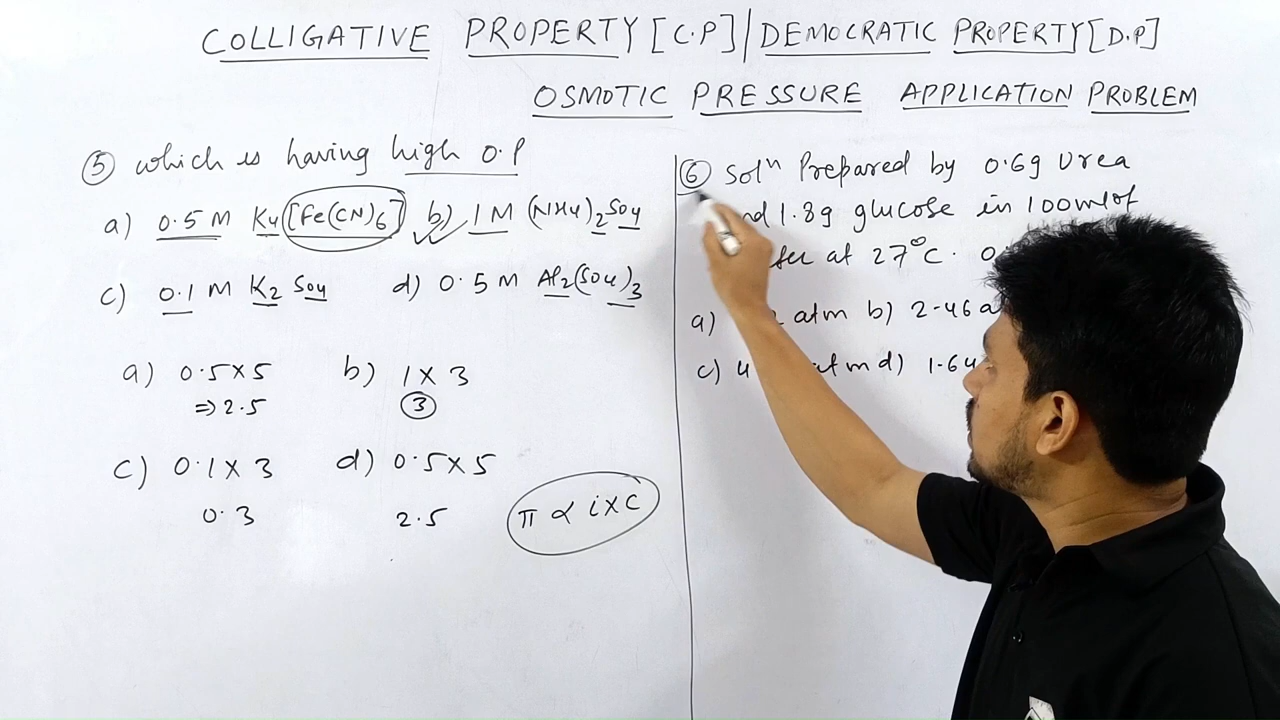 COLLIGATIVE PROPERTY [C.P] / DEMOCRATIC PROPERTY [D.P]
OSMOTIC PRESSURE APPLICATION PROBLEM
⑤ which is having high O.P
a) 0.5 M K4[Fe(CN)6] b) 1 M (NH4)2SO4
c) 0.1 M K2 SO4 d) 0.5 M Al2(SO4)3
a) 0.5×5 b) 1×3
⇒ 2.5 ③
c) 0.1×3 d) 0.5×5
0.3 2.5
π ∝ i×c
⑥ Solⁿ Prepared by 0.6g Urea
1.8g glucose in 100ml of
at 27°C.
a) atm b) 2.46
c) 4 atm d) 1.64